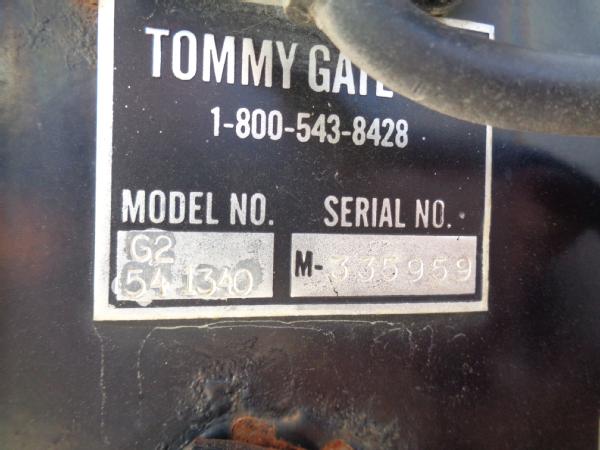 TOMMY GATE
1-800-543-8428
MODEL NO. SERIAL NO.
G2
54 1340 M-335959